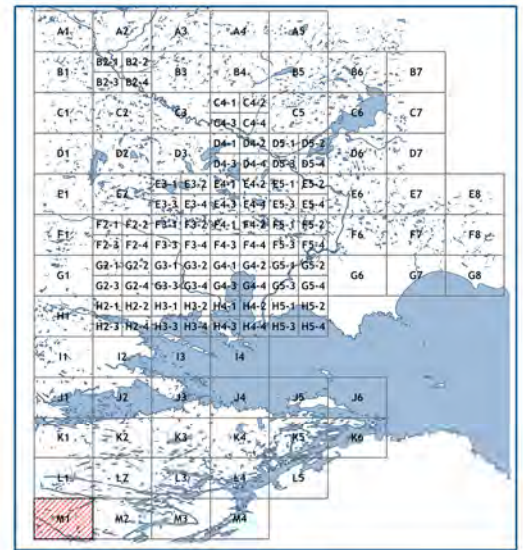 A1 A2 A3 A4 A5
B1 B2-1 B2-2 B3 B4 B5 B6 B7
B2-3 B2-4
C1 C2 C3 C4-1 C4-2 C5 C6 C7
C4-3 C4-4
D1 D2 D3 D4-1 D4-2 D5-1 D5-2 D6 D7
D4-3 D4-4 D5-3 D5-4
E1 E2 E3-1 E3-2 E4-1 E4-2 E5-1 E5-2 E6 E7 E8
E3-3 E3-4 E4-3 E4-4 E5-3 E5-4
F1 F2-1 F2-2 F3-1 F3-2 F4-1 F4-2 F5-1 F5-2 F6 F7 F8
F2-3 F2-4 F3-3 F3-4 F4-3 F4-4 F5-3 F5-4
G1 G2-1 G2-2 G3-1 G3-2 G4-1 G4-2 G5-1 G5-2 G6 G7 G8
G2-3 G2-4 G3-3 G3-4 G4-3 G4-4 G5-3 G5-4
H1 H2-1 H2-2 H3-1 H3-2 H4-1 H4-2 H5-1 H5-2
H2-3 H2-4 H3-3 H3-4 H4-3 H4-4 H5-3 H5-4
I1 I2 I3 I4
J1 J2 J3 J4 J5 J6
K1 K2 K3 K4 K5 K6
L1 L2 L3 L4 L5
M1 M2 M3 M4